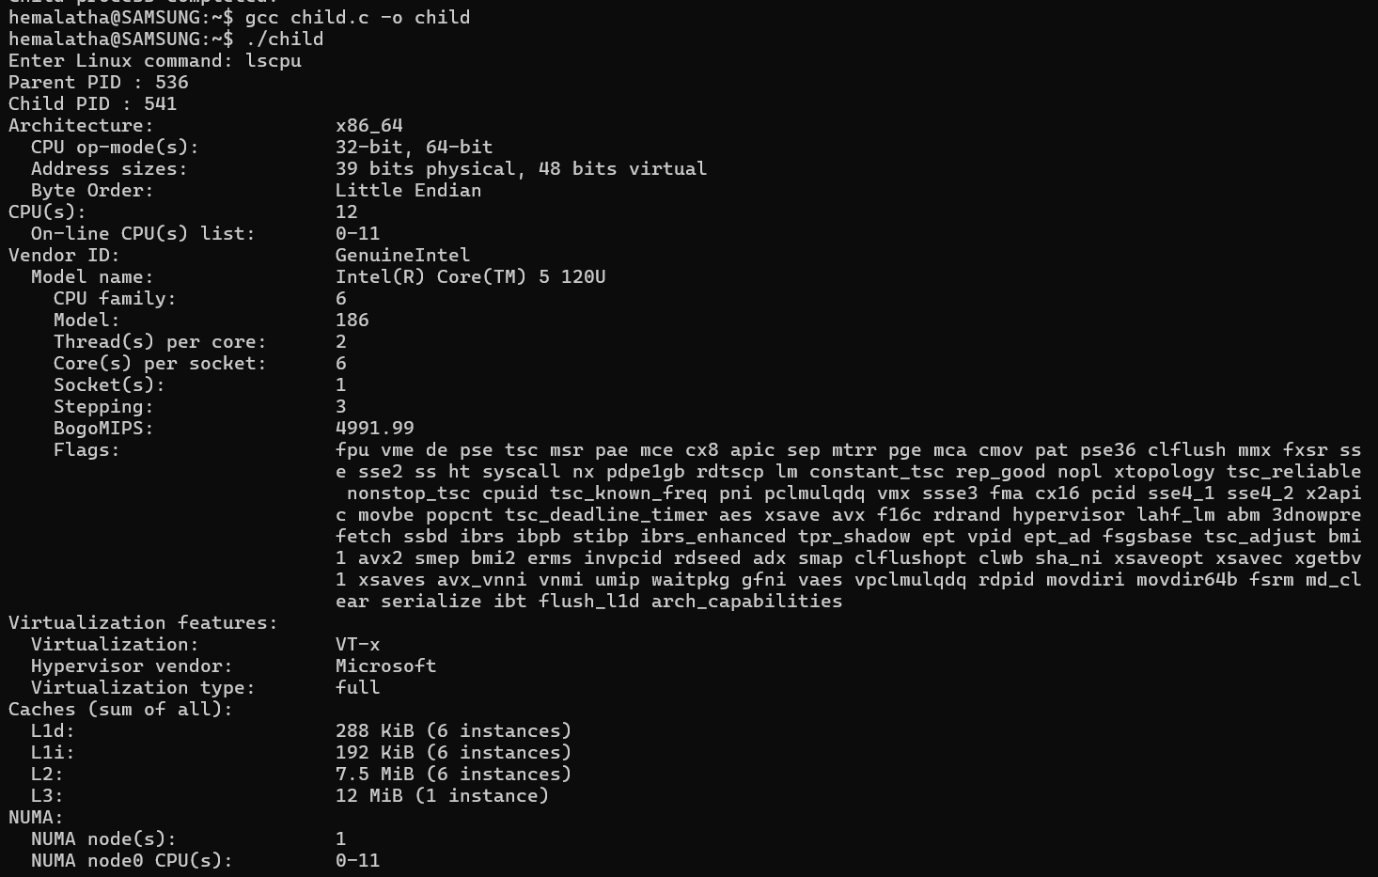 Child process completed.
hemalatha@SAMSUNG:~$ gcc child.c -o child
hemalatha@SAMSUNG:~$ ./child
Enter Linux command: lscpu
Parent PID : 536
Child PID : 541
Architecture:                x86_64
  CPU op-mode(s):            32-bit, 64-bit
  Address sizes:             39 bits physical, 48 bits virtual
  Byte Order:                Little Endian
CPU(s):                      12
  On-line CPU(s) list:       0-11
Vendor ID:                   GenuineIntel
  Model name:                Intel(R) Core(TM) 5 120U
    CPU family:              6
    Model:                   186
    Thread(s) per core:      2
    Core(s) per socket:      6
    Socket(s):               1
    Stepping:                3
    BogoMIPS:                4991.99
    Flags:                   fpu vme de pse tsc msr pae mce cx8 apic sep mtrr pge mca cmov pat pse36 clflush mmx fxsr ss
                             e sse2 ss ht syscall nx pdpe1gb rdtscp lm constant_tsc rep_good nopl xtopology tsc_reliable
                              nonstop_tsc cpuid tsc_known_freq pni pclmulqdq vmx ssse3 fma cx16 pcid sse4_1 sse4_2 x2api
                             c movbe popcnt tsc_deadline_timer aes xsave avx f16c rdrand hypervisor lahf_lm abm 3dnowpre
                             fetch ssbd ibrs ibpb stibp ibrs_enhanced tpr_shadow ept vpid ept_ad fsgsbase tsc_adjust bmi
                             1 avx2 smep bmi2 erms invpcid rdseed adx smap clflushopt clwb sha_ni xsaveopt xsavec xgetbv
                             1 xsaves avx_vnni vnmi umip waitpkg gfni vaes vpclmulqdq rdpid movdiri movdir64b fsrm md_cl
                             ear serialize ibt flush_l1d arch_capabilities
Virtualization features:
  Virtualization:            VT-x
  Hypervisor vendor:         Microsoft
  Virtualization type:       full
Caches (sum of all):
  L1d:                       288 KiB (6 instances)
  L1i:                       192 KiB (6 instances)
  L2:                        7.5 MiB (6 instances)
  L3:                        12 MiB (1 instance)
NUMA:
  NUMA node(s):              1
  NUMA node0 CPU(s):         0-11